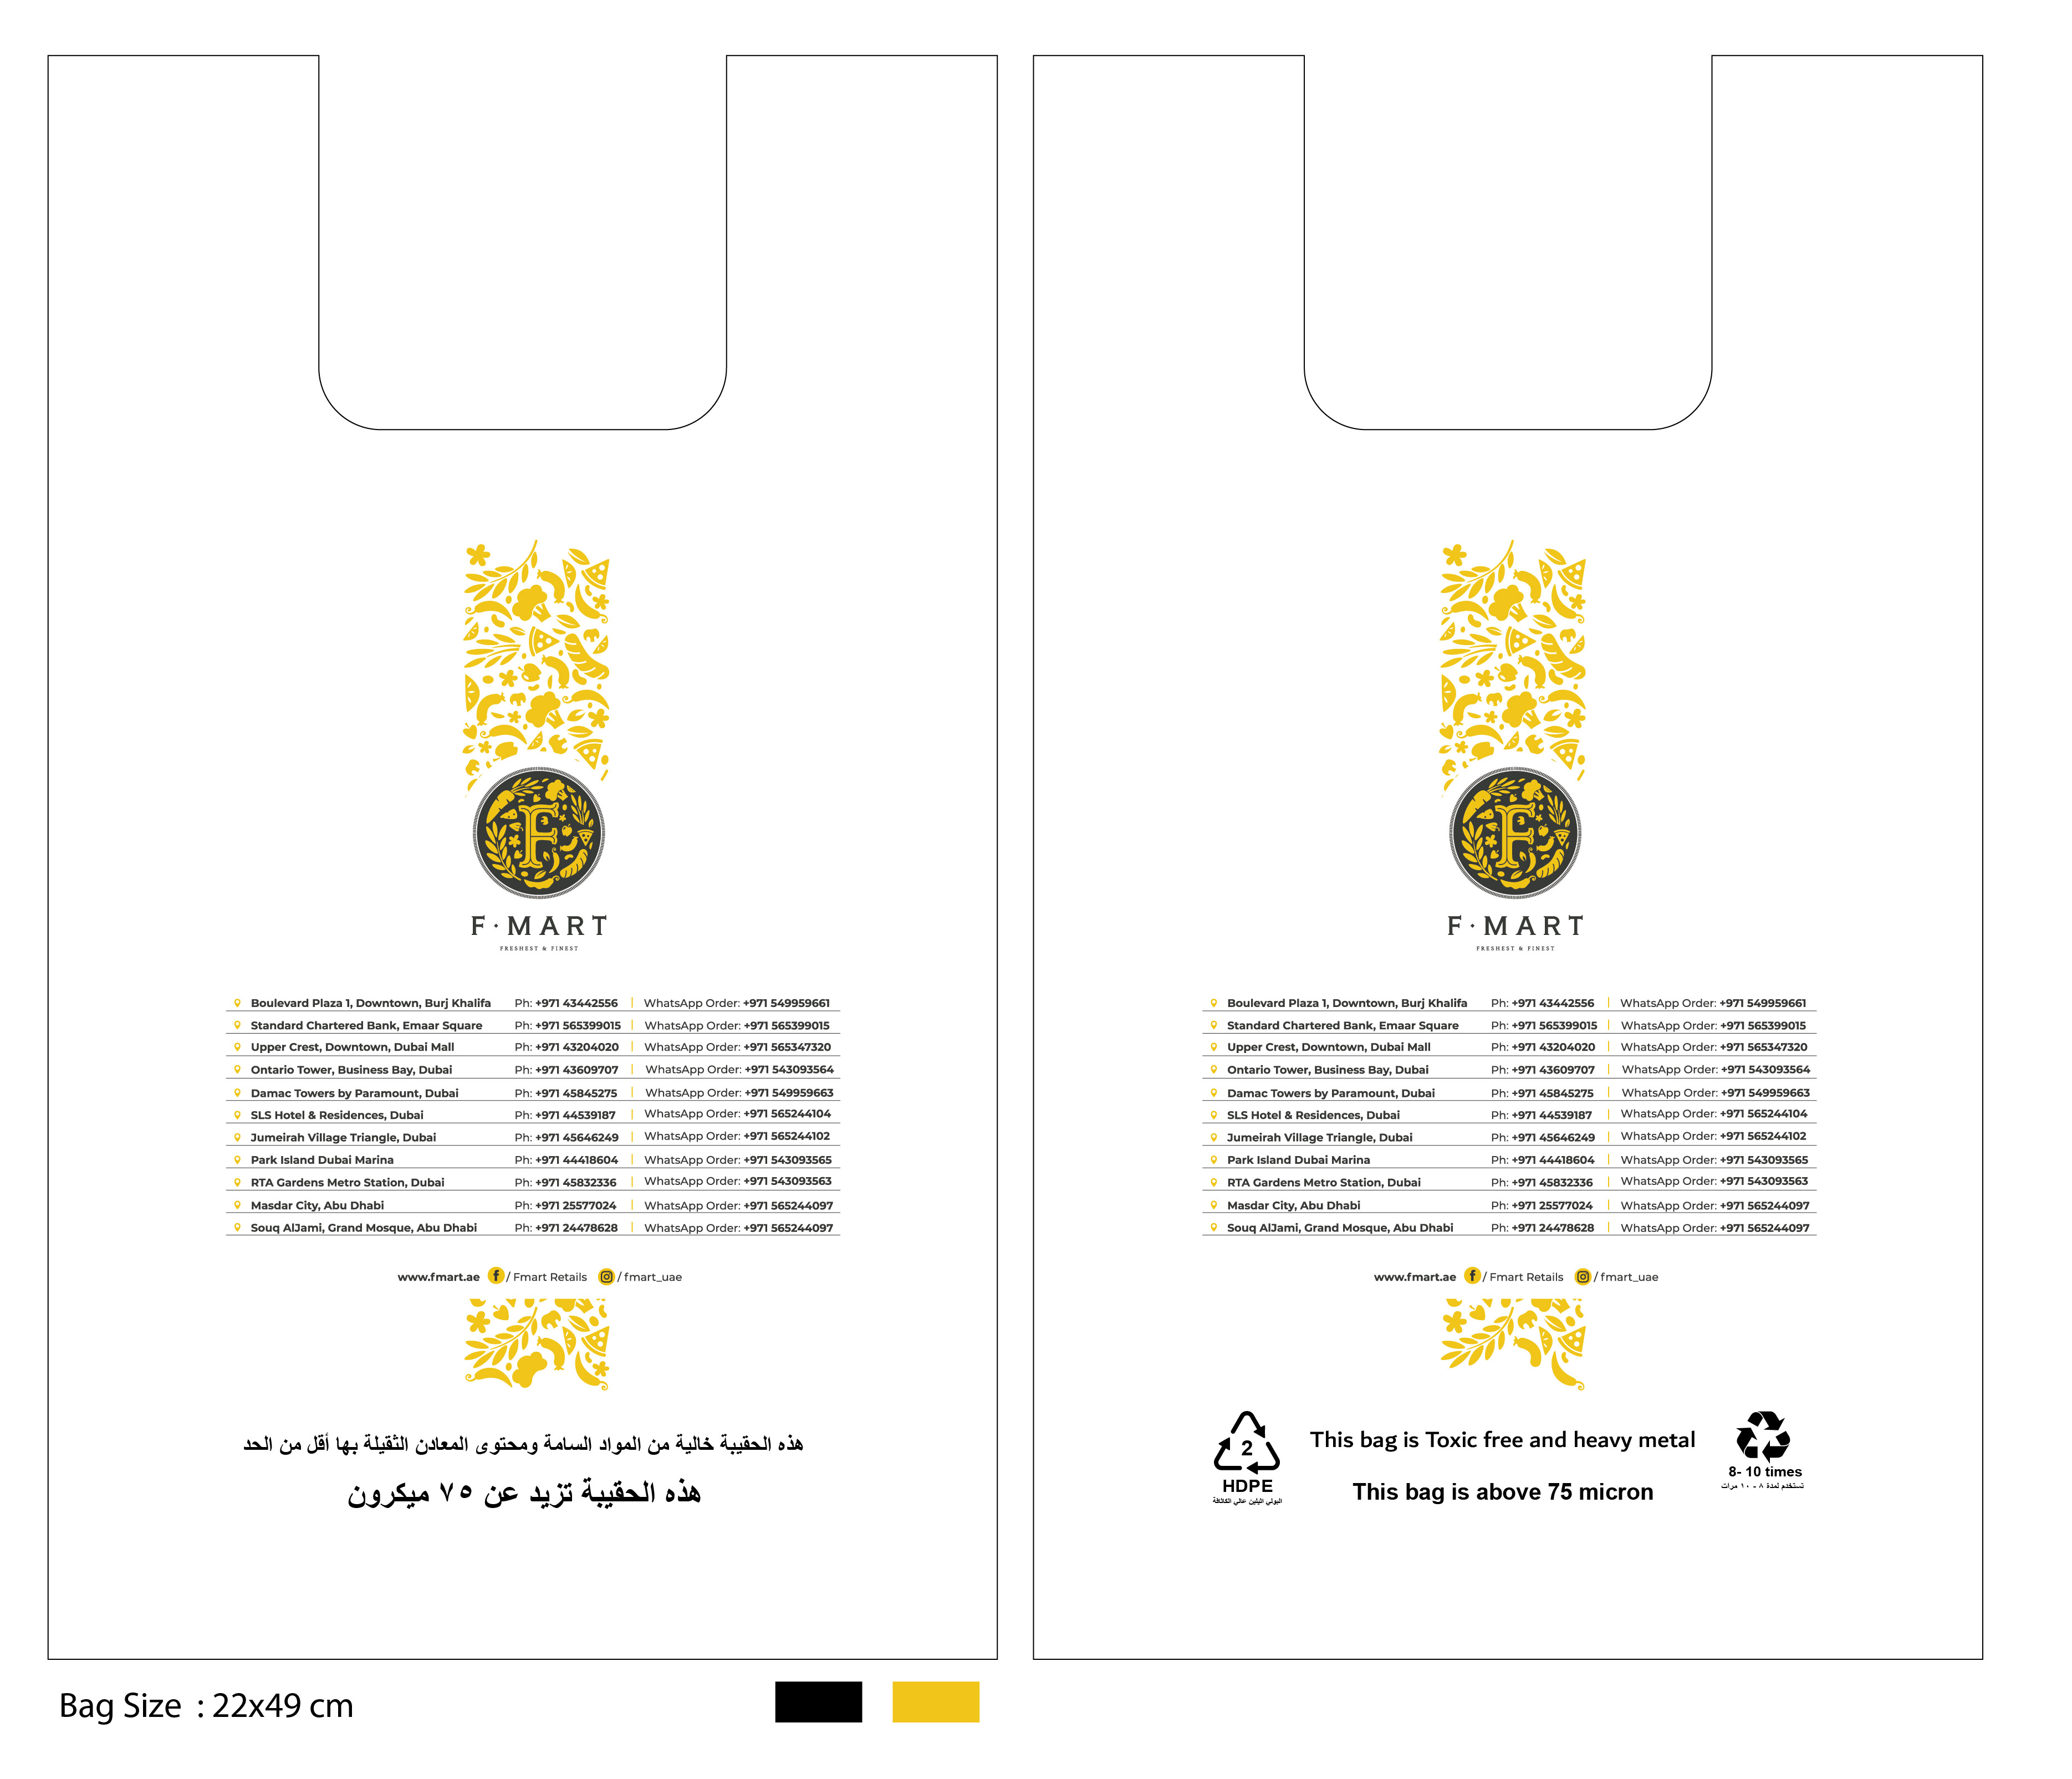 F
F · MART
FRESHEST & FINEST
Boulevard Plaza 1, Downtown, Burj Khalifa Ph: +971 43442556 | WhatsApp Order: +971 549959661
Standard Chartered Bank, Emaar Square Ph: +971 565399015 | WhatsApp Order: +971 565399015
Upper Crest, Downtown, Dubai Mall Ph: +971 43204020 | WhatsApp Order: +971 565347320
Ontario Tower, Business Bay, Dubai Ph: +971 43609707 | WhatsApp Order: +971 543093564
Damac Towers by Paramount, Dubai Ph: +971 45845275 | WhatsApp Order: +971 549959663
SLS Hotel & Residences, Dubai Ph: +971 44539187 | WhatsApp Order: +971 565244104
Jumeirah Village Triangle, Dubai Ph: +971 45646249 | WhatsApp Order: +971 565244102
Park Island Dubai Marina Ph: +971 44418604 | WhatsApp Order: +971 543093565
RTA Gardens Metro Station, Dubai Ph: +971 45832336 | WhatsApp Order: +971 543093563
Masdar City, Abu Dhabi Ph: +971 25577024 | WhatsApp Order: +971 565244097
Souq AlJami, Grand Mosque, Abu Dhabi Ph: +971 24478628 | WhatsApp Order: +971 565244097
www.fmart.ae f / Fmart Retails / fmart_uae
هذه الحقيبة خالية من المواد السامة ومحتوى المعادن الثقيلة بها أقل من الحد
هذه الحقيبة تزيد عن ٧٥ ميكرون
F
F · MART
FRESHEST & FINEST
Boulevard Plaza 1, Downtown, Burj Khalifa Ph: +971 43442556 | WhatsApp Order: +971 549959661
Standard Chartered Bank, Emaar Square Ph: +971 565399015 | WhatsApp Order: +971 565399015
Upper Crest, Downtown, Dubai Mall Ph: +971 43204020 | WhatsApp Order: +971 565347320
Ontario Tower, Business Bay, Dubai Ph: +971 43609707 | WhatsApp Order: +971 543093564
Damac Towers by Paramount, Dubai Ph: +971 45845275 | WhatsApp Order: +971 549959663
SLS Hotel & Residences, Dubai Ph: +971 44539187 | WhatsApp Order: +971 565244104
Jumeirah Village Triangle, Dubai Ph: +971 45646249 | WhatsApp Order: +971 565244102
Park Island Dubai Marina Ph: +971 44418604 | WhatsApp Order: +971 543093565
RTA Gardens Metro Station, Dubai Ph: +971 45832336 | WhatsApp Order: +971 543093563
Masdar City, Abu Dhabi Ph: +971 25577024 | WhatsApp Order: +971 565244097
Souq AlJami, Grand Mosque, Abu Dhabi Ph: +971 24478628 | WhatsApp Order: +971 565244097
www.fmart.ae f / Fmart Retails / fmart_uae
2
HDPE
البولي اثيلين عالي الكثافة
This bag is Toxic free and heavy metal
This bag is above 75 micron
8- 10 times
تستخدم لمدة ٨ - ١٠ مرات
Bag Size : 22x49 cm